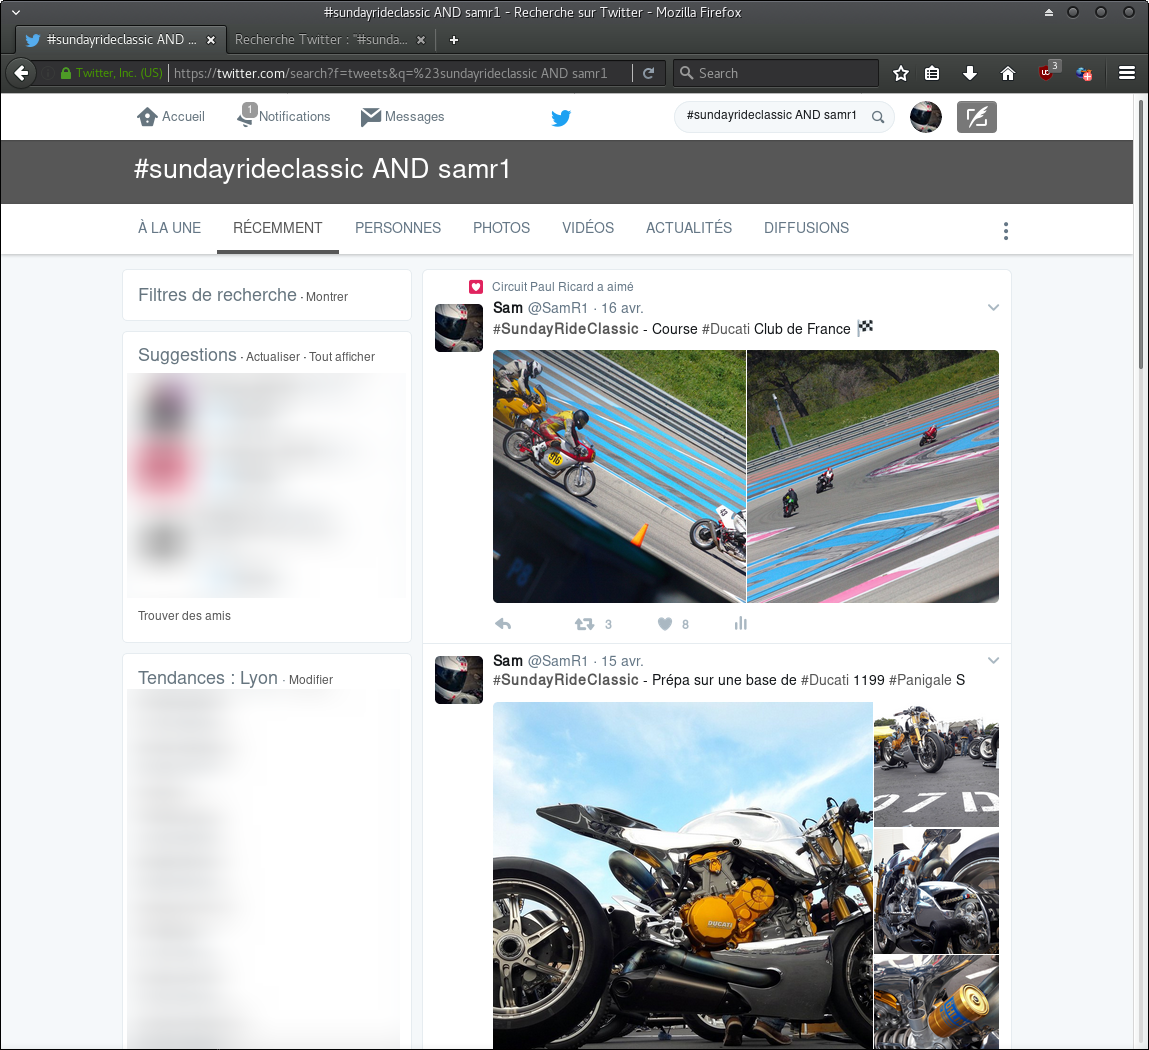 #sundayrideclassic AND samr1 - Recherche sur Twitter - Mozilla Firefox
#sundayrideclassic AND ... × Recherche Twitter : "#sunda... × +
Twitter, Inc. (US) https://twitter.com/search?f=tweets&q=%23sundayrideclassic AND samr1 Search 3
Accueil 1 Notifications Messages #sundayrideclassic AND samr1
#sundayrideclassic AND samr1
À LA UNE RÉCEMMENT PERSONNES PHOTOS VIDÉOS ACTUALITÉS DIFFUSIONS
Filtres de recherche · Montrer
Suggestions · Actualiser · Tout afficher
Trouver des amis
Tendances : Lyon · Modifier
Circuit Paul Ricard a aimé
Sam @SamR1 · 16 avr.
#SundayRideClassic - Course #Ducati Club de France
916
3 8
Sam @SamR1 · 15 avr.
#SundayRideClassic - Prépa sur une base de #Ducati 1199 #Panigale S
DUCATI